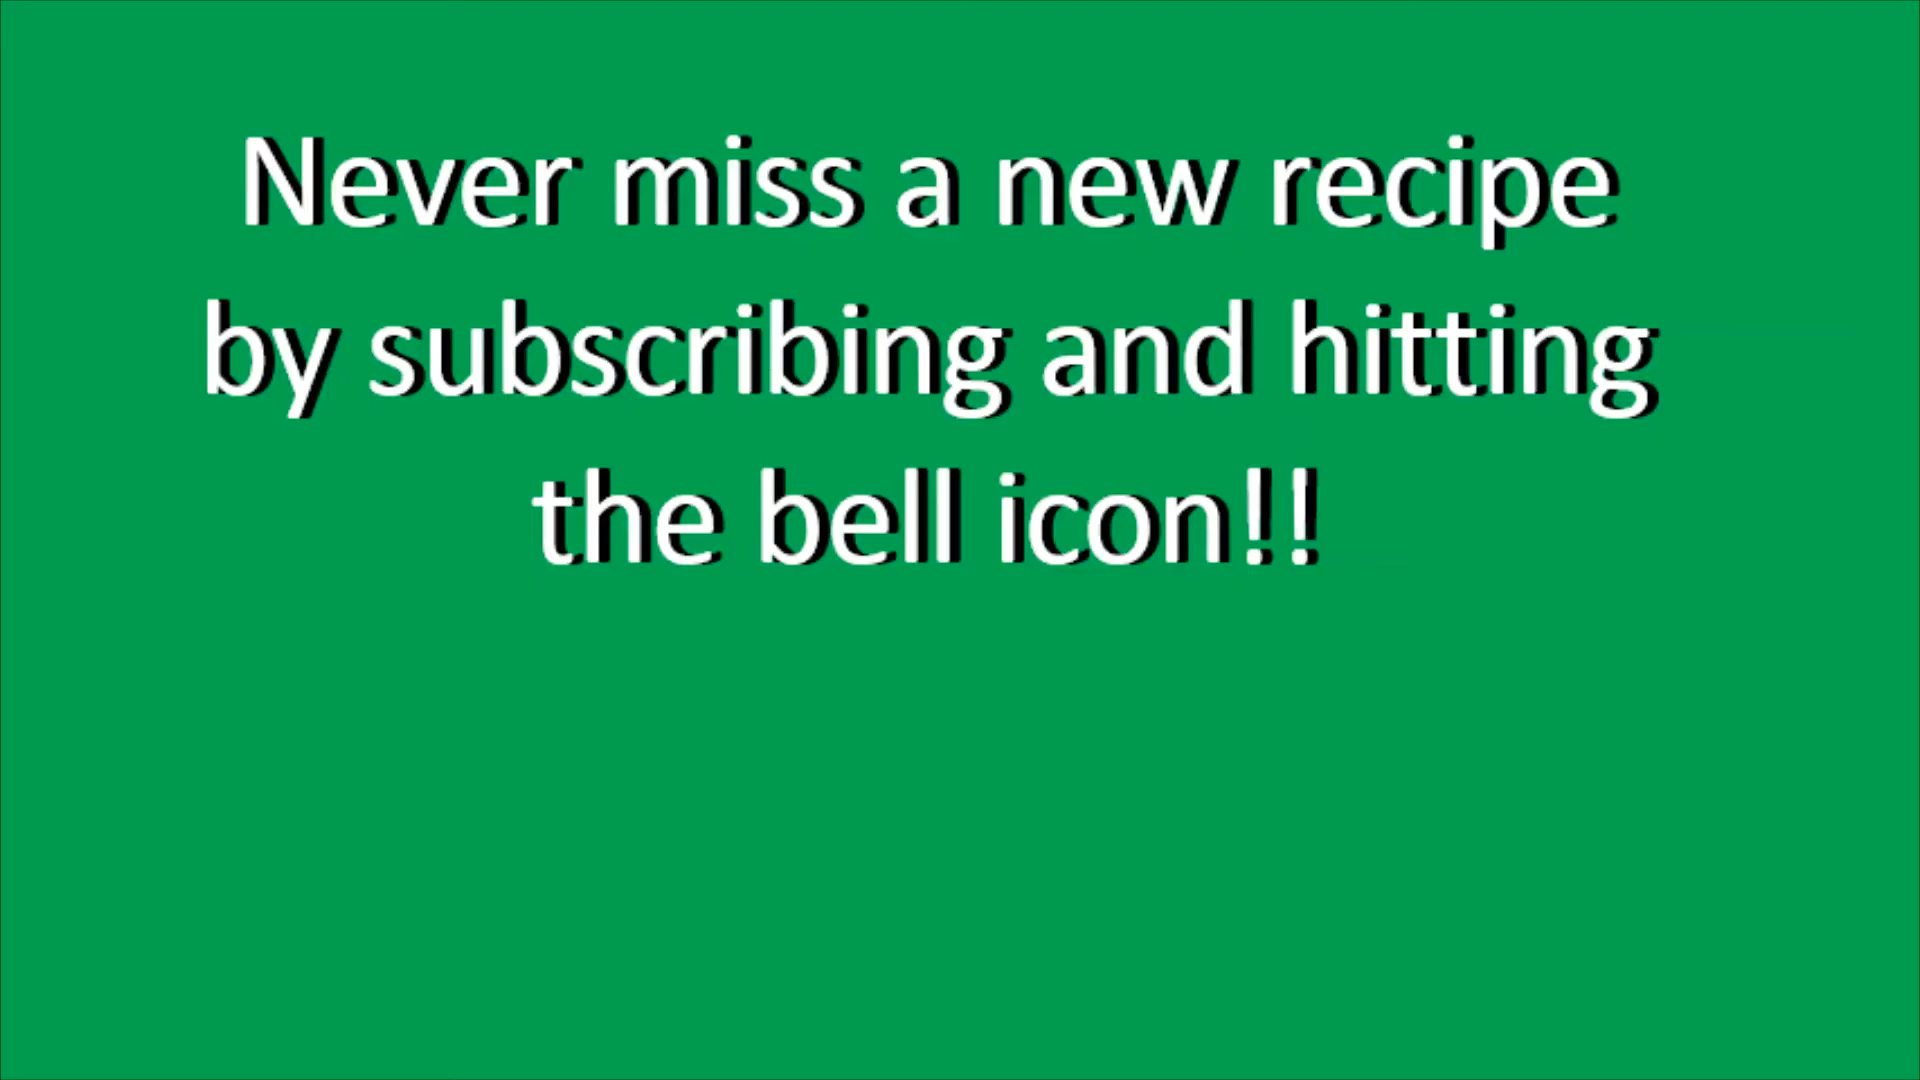 Never miss a new recipe
by subscribing and hitting
the bell icon!!